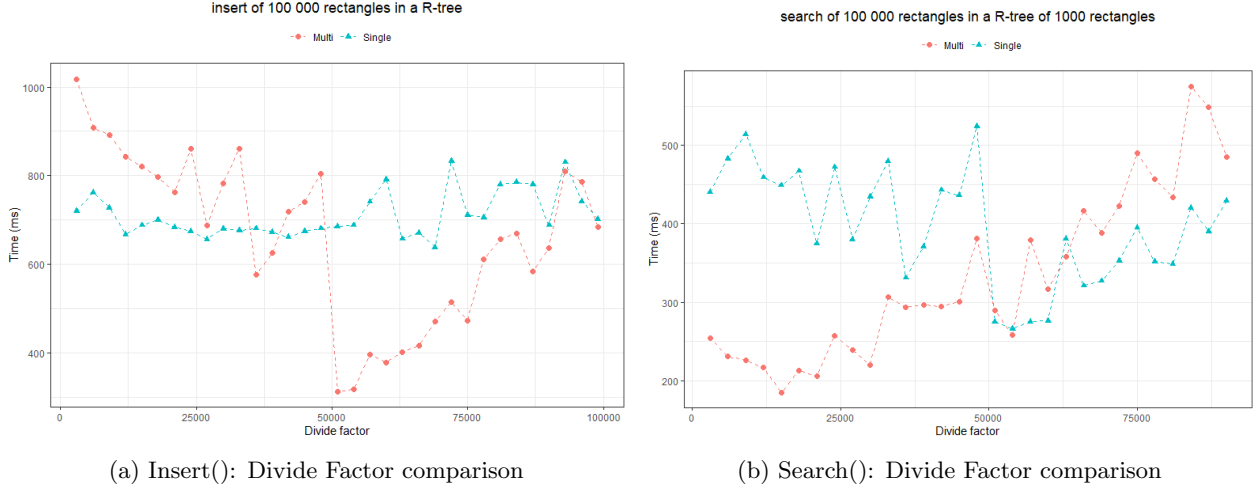 insert of 100 000 rectangles in a R-tree
Multi Single
1000
800
600
400
Time (ms)
0 25000 50000 75000 100000
Divide factor
(a) Insert(): Divide Factor comparison
search of 100 000 rectangles in a R-tree of 1000 rectangles
Multi Single
500
400
300
200
Time (ms)
0 25000 50000 75000
Divide factor
(b) Search(): Divide Factor comparison